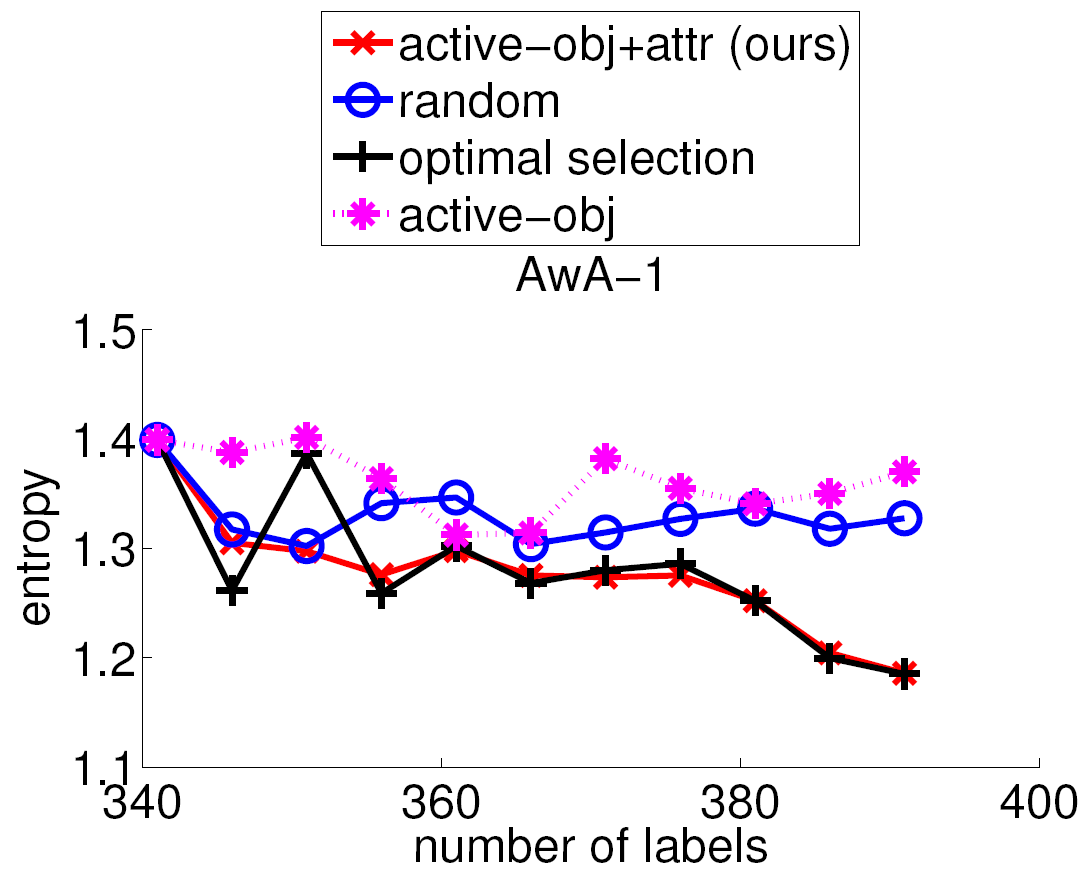 active−obj+attr (ours)
random
optimal selection
active−obj
AwA−1
1.5
1.4
1.3
1.2
1.1
entropy
340 360 380 400
number of labels